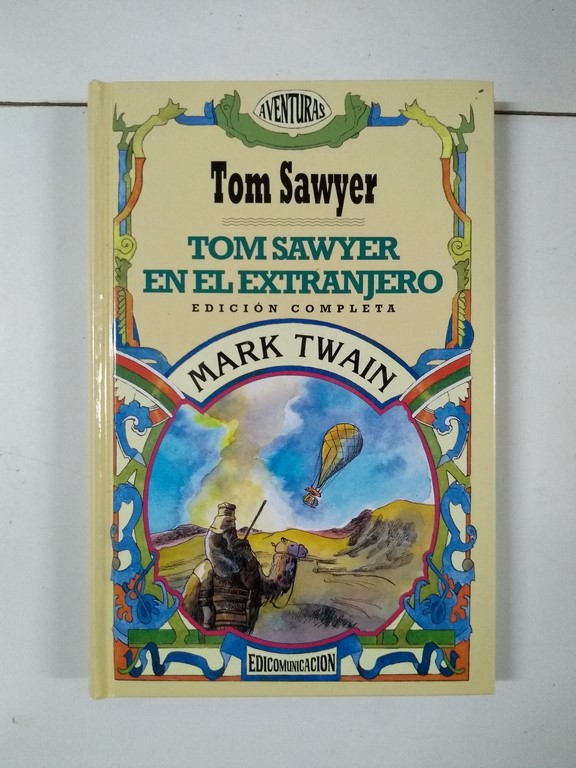 AVENTURAS
Tom Sawyer
TOM SAWYER
EN EL EXTRANJERO
EDICIÓN COMPLETA
MARK TWAIN
EDICOMUNICACION